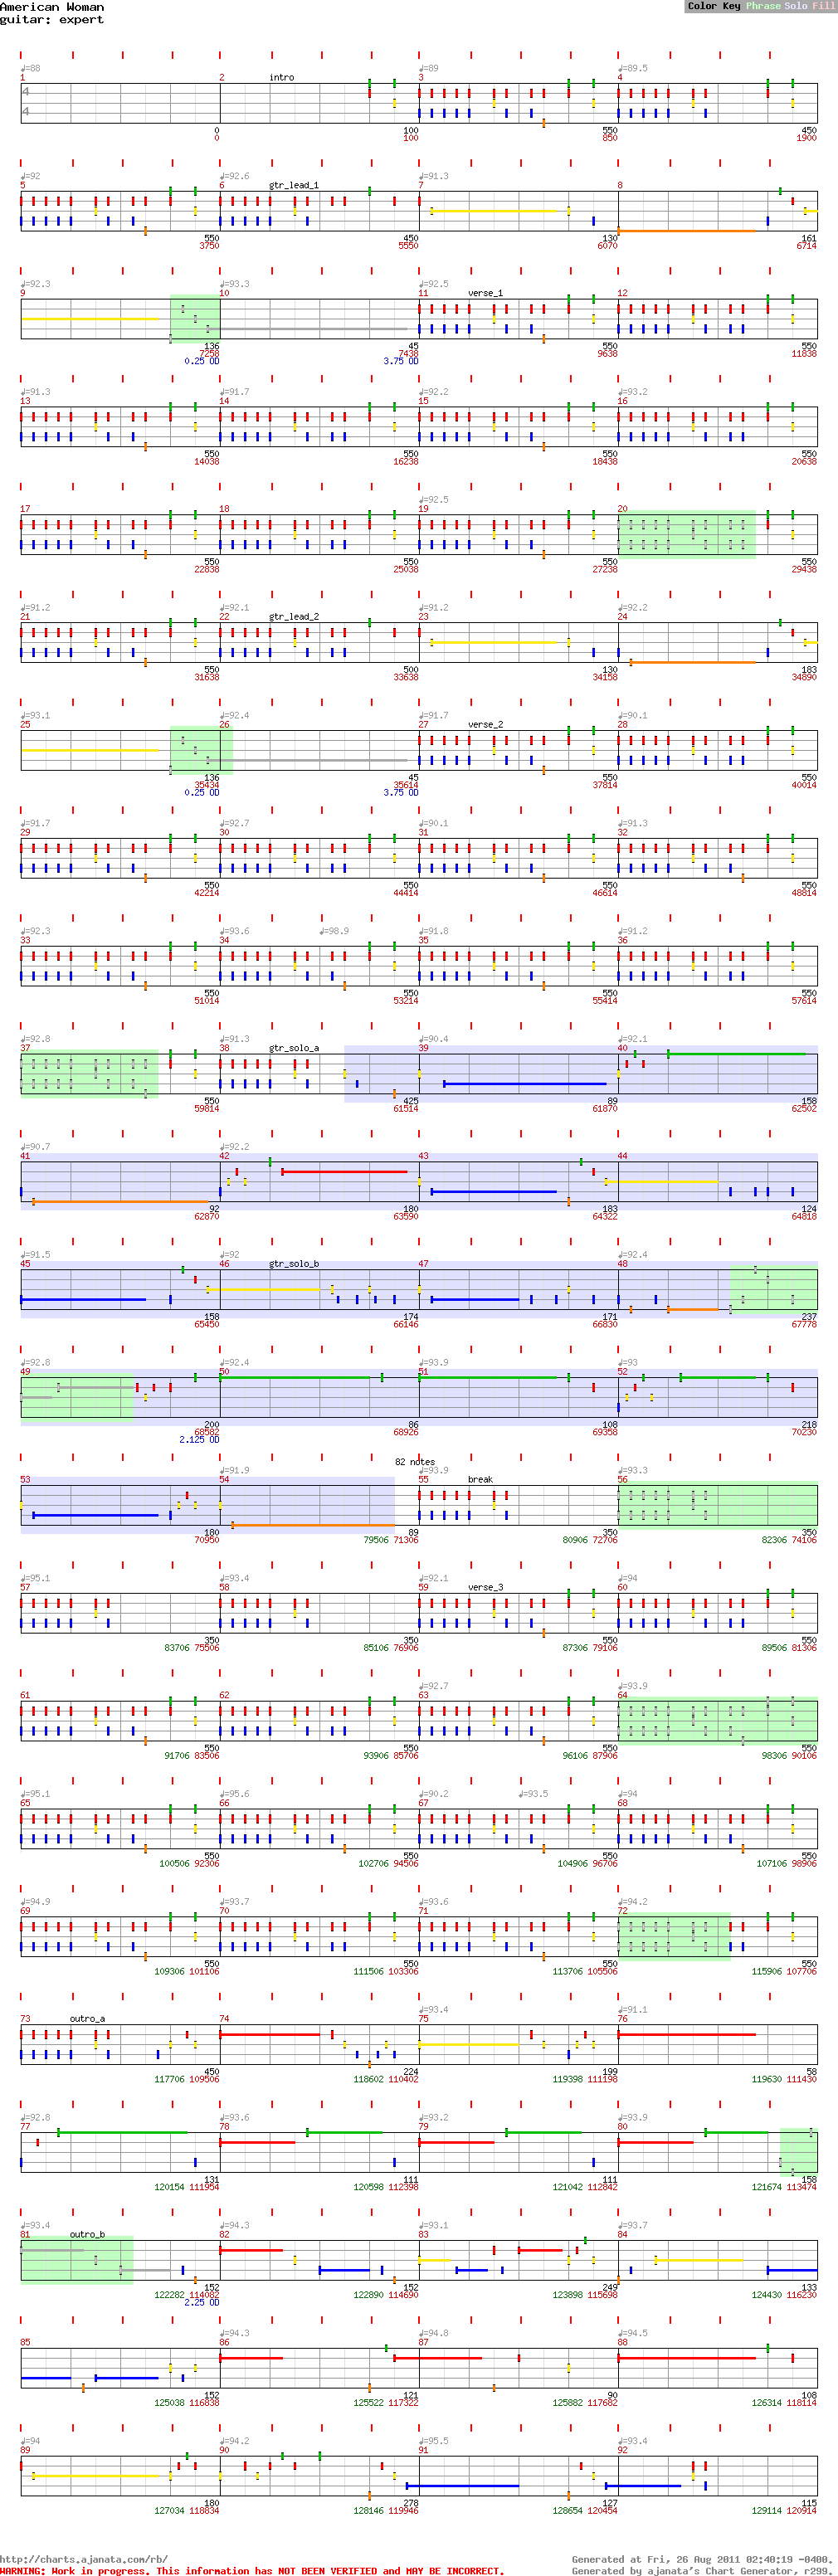 American Woman
guitar: expert
Color Key Phrase Solo Fill
♩=88 ♩=89 ♩=89.5
1 2 intro 3 4
4
4
0 100 550 450
0 100 850 1900
♩=92 ♩=92.6 ♩=91.3
5 6 gtr_lead_1 7 8
550 450 130 161
3750 5550 6070 6714
♩=92.3 ♩=93.3 ♩=92.5
9 10 11 verse_1 12
136 45 550 550
7258 7438 9638 11838
0.25 OD 3.75 OD
♩=91.3 ♩=91.7 ♩=92.2 ♩=93.2
13 14 15 16
550 550 550 550
14038 16238 18438 20638
♩=92.5
17 18 19 20
550 550 550 550
22838 25038 27238 29438
♩=91.2 ♩=92.1 ♩=91.2 ♩=92.2
21 22 gtr_lead_2 23 24
550 500 130 183
31638 33638 34158 34890
♩=93.1 ♩=92.4 ♩=91.7 ♩=90.1
25 26 27 verse_2 28
136 45 550 550
35434 35614 37814 40014
0.25 OD 3.75 OD
♩=91.7 ♩=92.7 ♩=90.1 ♩=91.3
29 30 31 32
550 550 550 550
42214 44414 46614 48814
♩=92.3 ♩=93.6 ♩=98.9 ♩=91.8 ♩=91.2
33 34 35 36
550 550 550 550
51014 53214 55414 57614
♩=92.8 ♩=91.3 ♩=90.4 ♩=92.1
37 38 gtr_solo_a 39 40
550 425 89 158
59814 61514 61870 62502
♩=90.7 ♩=92.2
41 42 43 44
92 180 183 124
62870 63590 64322 64818
♩=91.5 ♩=92 ♩=92.4
45 46 gtr_solo_b 47 48
158 174 171 237
65450 66146 66830 67778
♩=92.8 ♩=92.4 ♩=93.9 ♩=93
49 50 51 52
200 86 108 218
68582 68926 69358 70230
2.125 OD
82 notes
♩=91.9 ♩=93.9 ♩=93.3
53 54 55 break 56
180 89 350 350
70950 79506 71306 80906 72706 82306 74106
♩=95.1 ♩=93.4 ♩=92.1 ♩=94
57 58 59 verse_3 60
350 350 550 550
83706 75506 85106 76906 87306 79106 89506 81306
♩=92.7 ♩=93.9
61 62 63 64
550 550 550 550
91706 83506 93906 85706 96106 87906 98306 90106
♩=95.1 ♩=95.6 ♩=90.2 ♩=93.5 ♩=94
65 66 67 68
550 550 550 550
100506 92306 102706 94506 104906 96706 107106 98906
♩=94.9 ♩=93.7 ♩=93.6 ♩=94.2
69 70 71 72
550 550 550 550
109306 101106 111506 103306 113706 105506 115906 107706
♩=93.4 ♩=91.1
73 outro_a 74 75 76
450 224 199 58
117706 109506 118602 110402 119398 111198 119630 111430
♩=92.8 ♩=93.6 ♩=93.2 ♩=93.9
77 78 79 80
131 111 111 158
120154 111954 120598 112398 121042 112842 121674 113474
♩=93.4 ♩=94.3 ♩=93.1 ♩=93.7
81 outro_b 82 83 84
152 152 249 133
122282 114082 122890 114690 123898 115698 124430 116230
2.25 OD
♩=94.3 ♩=94.8 ♩=94.5
85 86 87 88
152 121 90 108
125038 116838 125522 117322 125882 117682 126314 118114
♩=94 ♩=94.2 ♩=95.5 ♩=93.4
89 90 91 92
180 278 127 115
127034 118834 128146 119946 128654 120454 129114 120914
http://charts.ajanata.com/rb/ Generated at Fri, 26 Aug 2011 02:40:19 -0400.
WARNING: Work in progress. This information has NOT BEEN VERIFIED and MAY BE INCORRECT. Generated by ajanata's Chart Generator, r299.